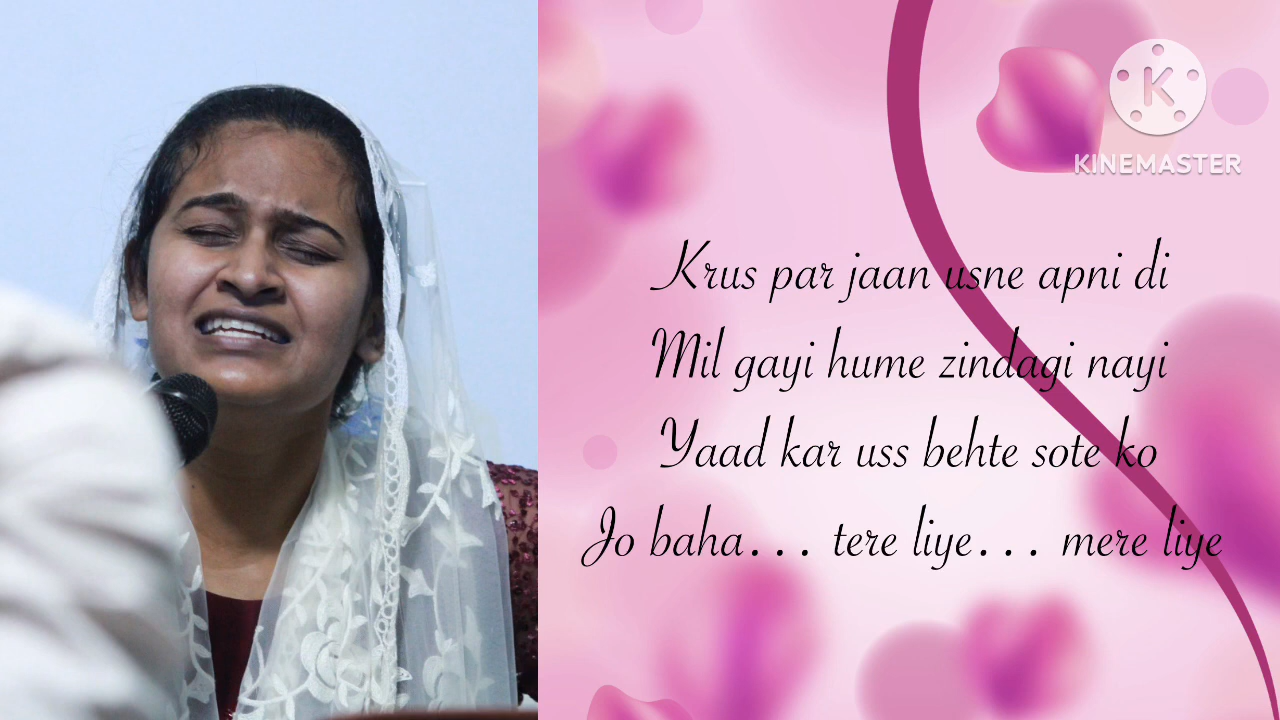 KINEMASTER
Krus par jaan usne apni di
Mil gayi hume zindagi nayi
Yaad kar uss behte sote ko
Jo baha... tere liye... mere liye